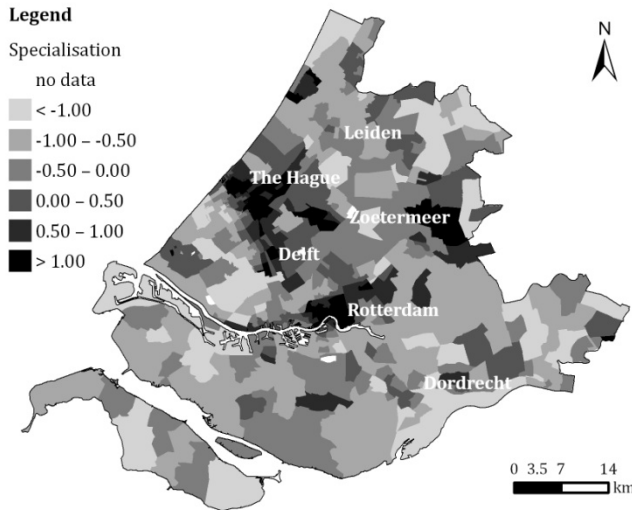 Legend
Specialisation
no data
< -1.00
-1.00 – -0.50
-0.50 – 0.00
0.00 – 0.50
0.50 – 1.00
> 1.00
N
Leiden
The Hague
Zoetermeer
Delft
Rotterdam
Dordrecht
0 3.5 7 14
km